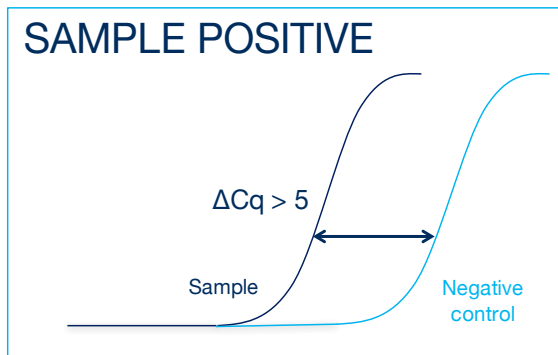 SAMPLE POSITIVE
ΔCq > 5
Sample
Negative
control